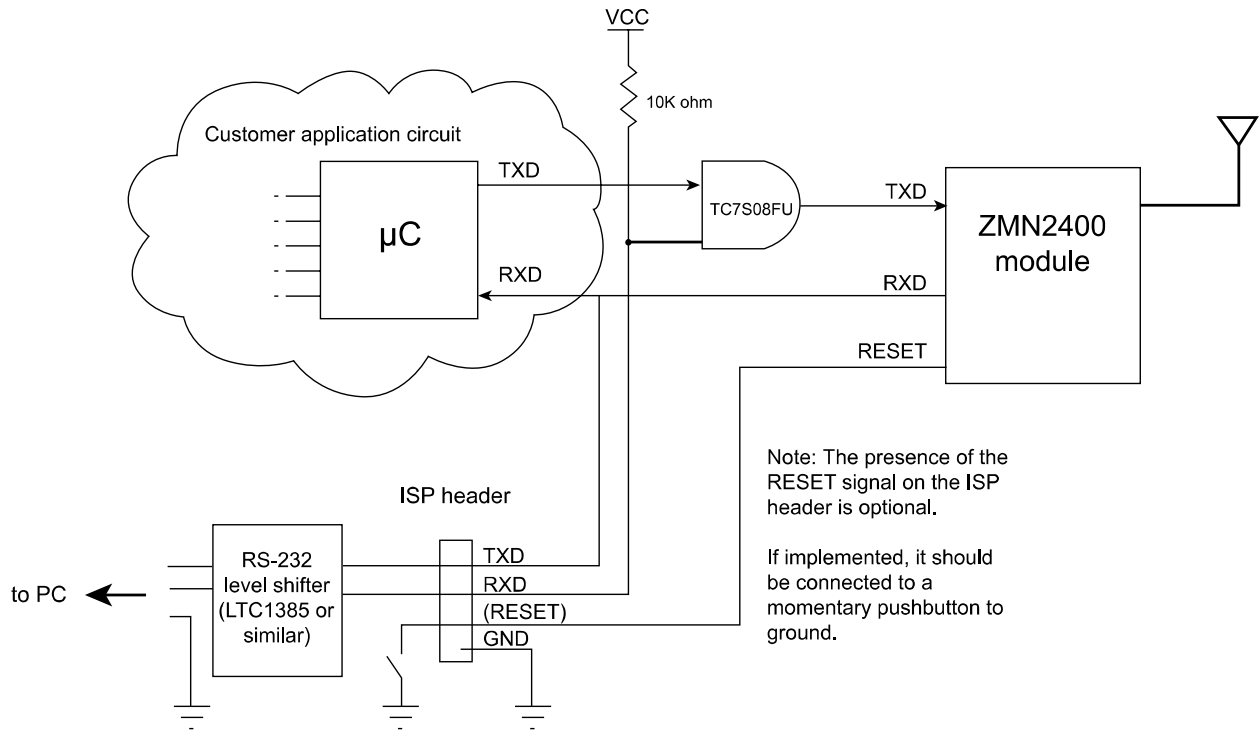 VCC
10K ohm
Customer application circuit
TXD
µC
RXD
TC7S08FU
TXD
RXD
RESET
ZMN2400
module
Note: The presence of the
RESET signal on the ISP
header is optional.
If implemented, it should
be connected to a
momentary pushbutton to
ground.
ISP header
to PC
RS-232
level shifter
(LTC1385 or
similar)
TXD
RXD
(RESET)
GND